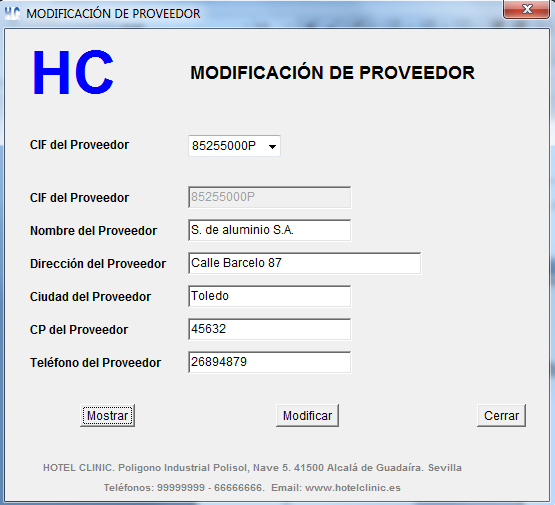 HC MODIFICACIÓN DE PROVEEDOR
HC
MODIFICACIÓN DE PROVEEDOR
CIF del Proveedor 85255000P
CIF del Proveedor 85255000P
Nombre del Proveedor S. de aluminio S.A.
Dirección del Proveedor Calle Barcelo 87
Ciudad del Proveedor Toledo
CP del Proveedor 45632
Teléfono del Proveedor 26894879
Mostrar Modificar Cerrar
HOTEL CLINIC. Poligono Industrial Polisol, Nave 5. 41500 Alcalá de Guadaíra. Sevilla
Teléfonos: 99999999 - 66666666. Email: www.hotelclinic.es